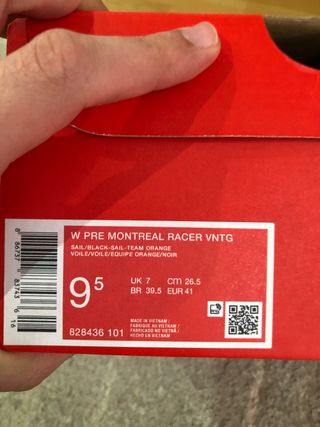 W PRE MONTREAL RACER VNTG
SAIL/BLACK-SAIL-TEAM ORANGE
VOILE/VOILE/EQUIPE ORANGE/NOIR
9⁵
UK 7 cm 26.5
BR 39.5 EUR 41
828436 101
MADE IN VIETNAM /
FABRIQUÉ AU VIETNAM /
FABRICADO NO VIETNÃ /
HECHO EN VIETNAM